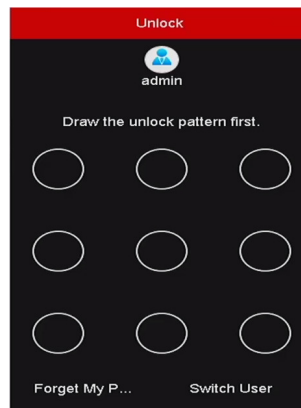 Unlock
admin
Draw the unlock pattern first.
Forget My P...
Switch User